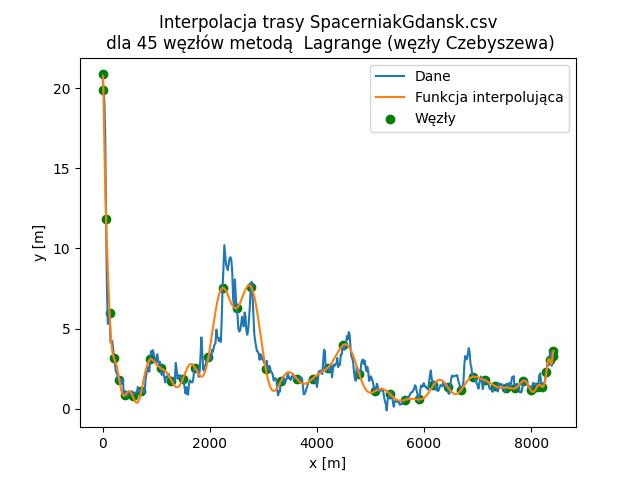 Interpolacja trasy SpacerniakGdansk.csv
dla 45 węzłów metodą  Lagrange (węzły Czebyszewa)
Dane
Funkcja interpolująca
Węzły
20
15
10
5
0
y [m]
0
2000
4000
6000
8000
x [m]